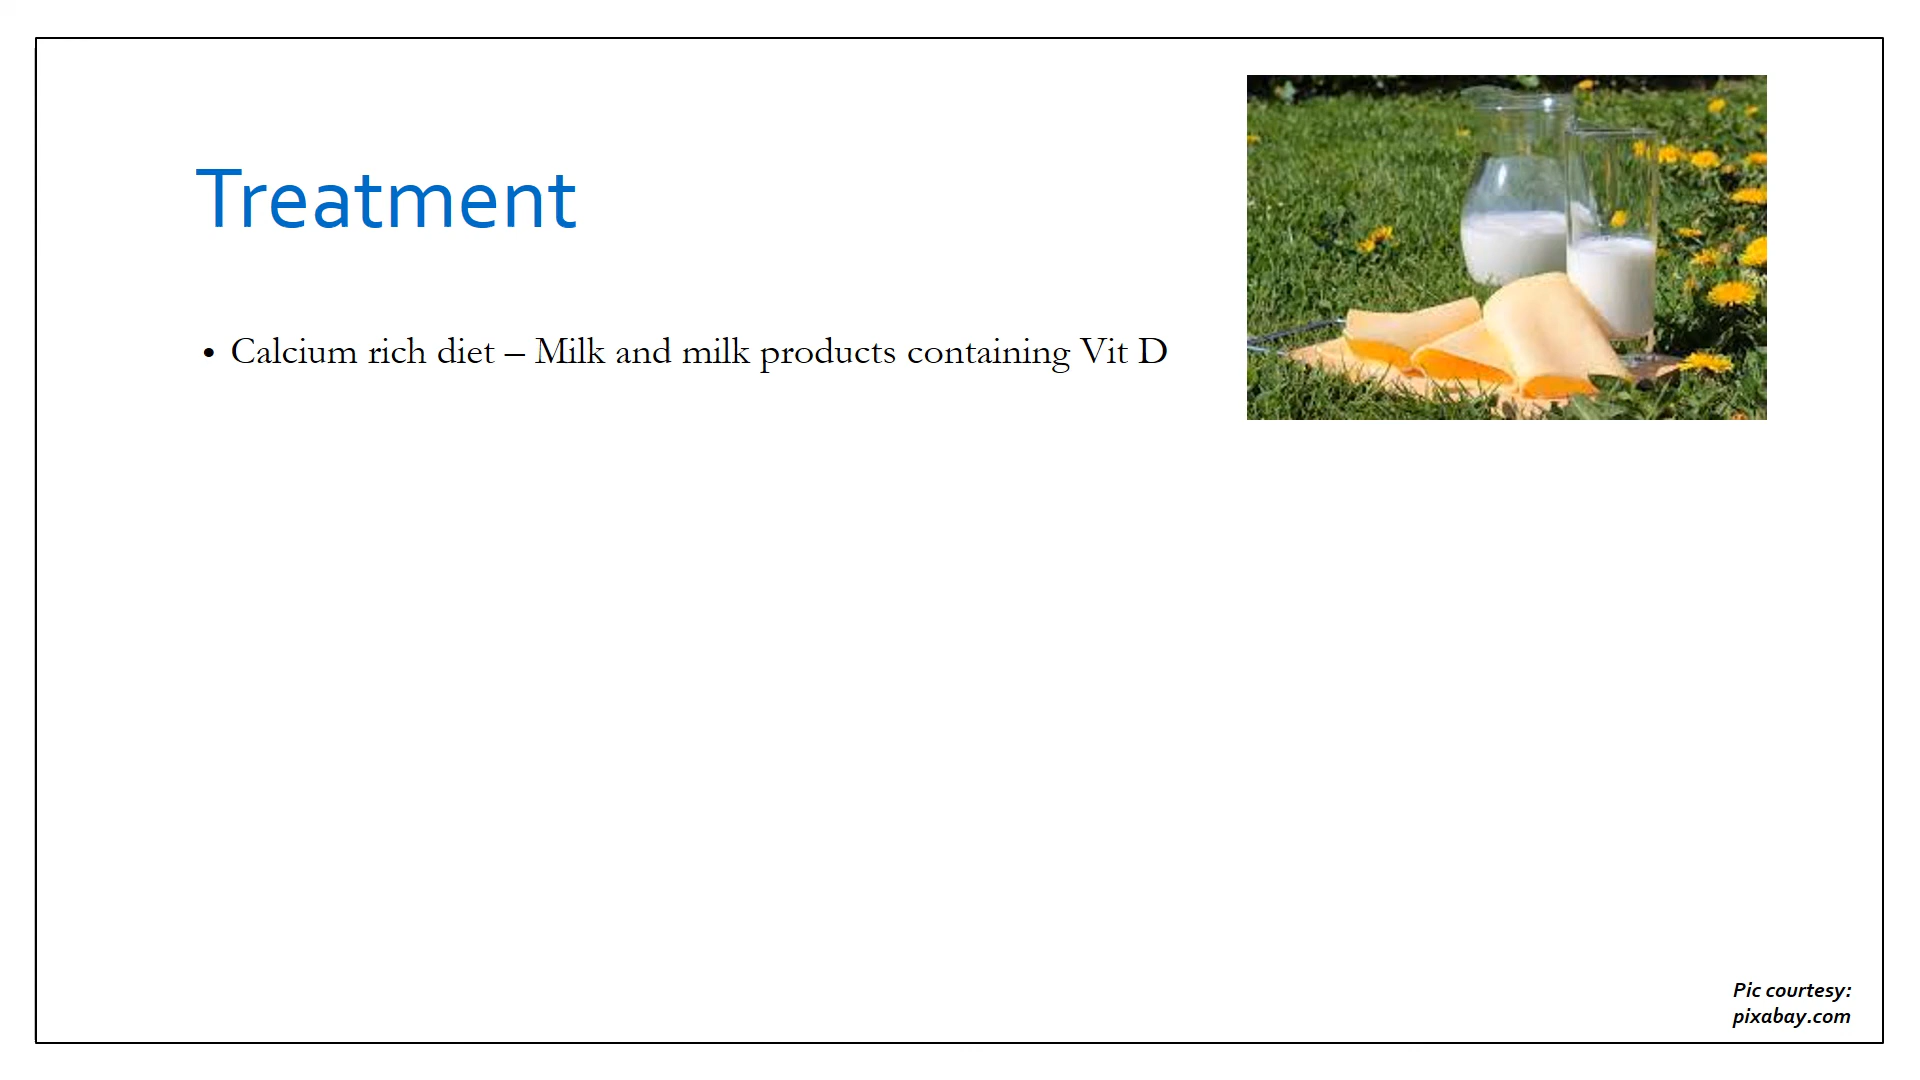 Treatment
• Calcium rich diet – Milk and milk products containing Vit D
Pic courtesy:
pixabay.com